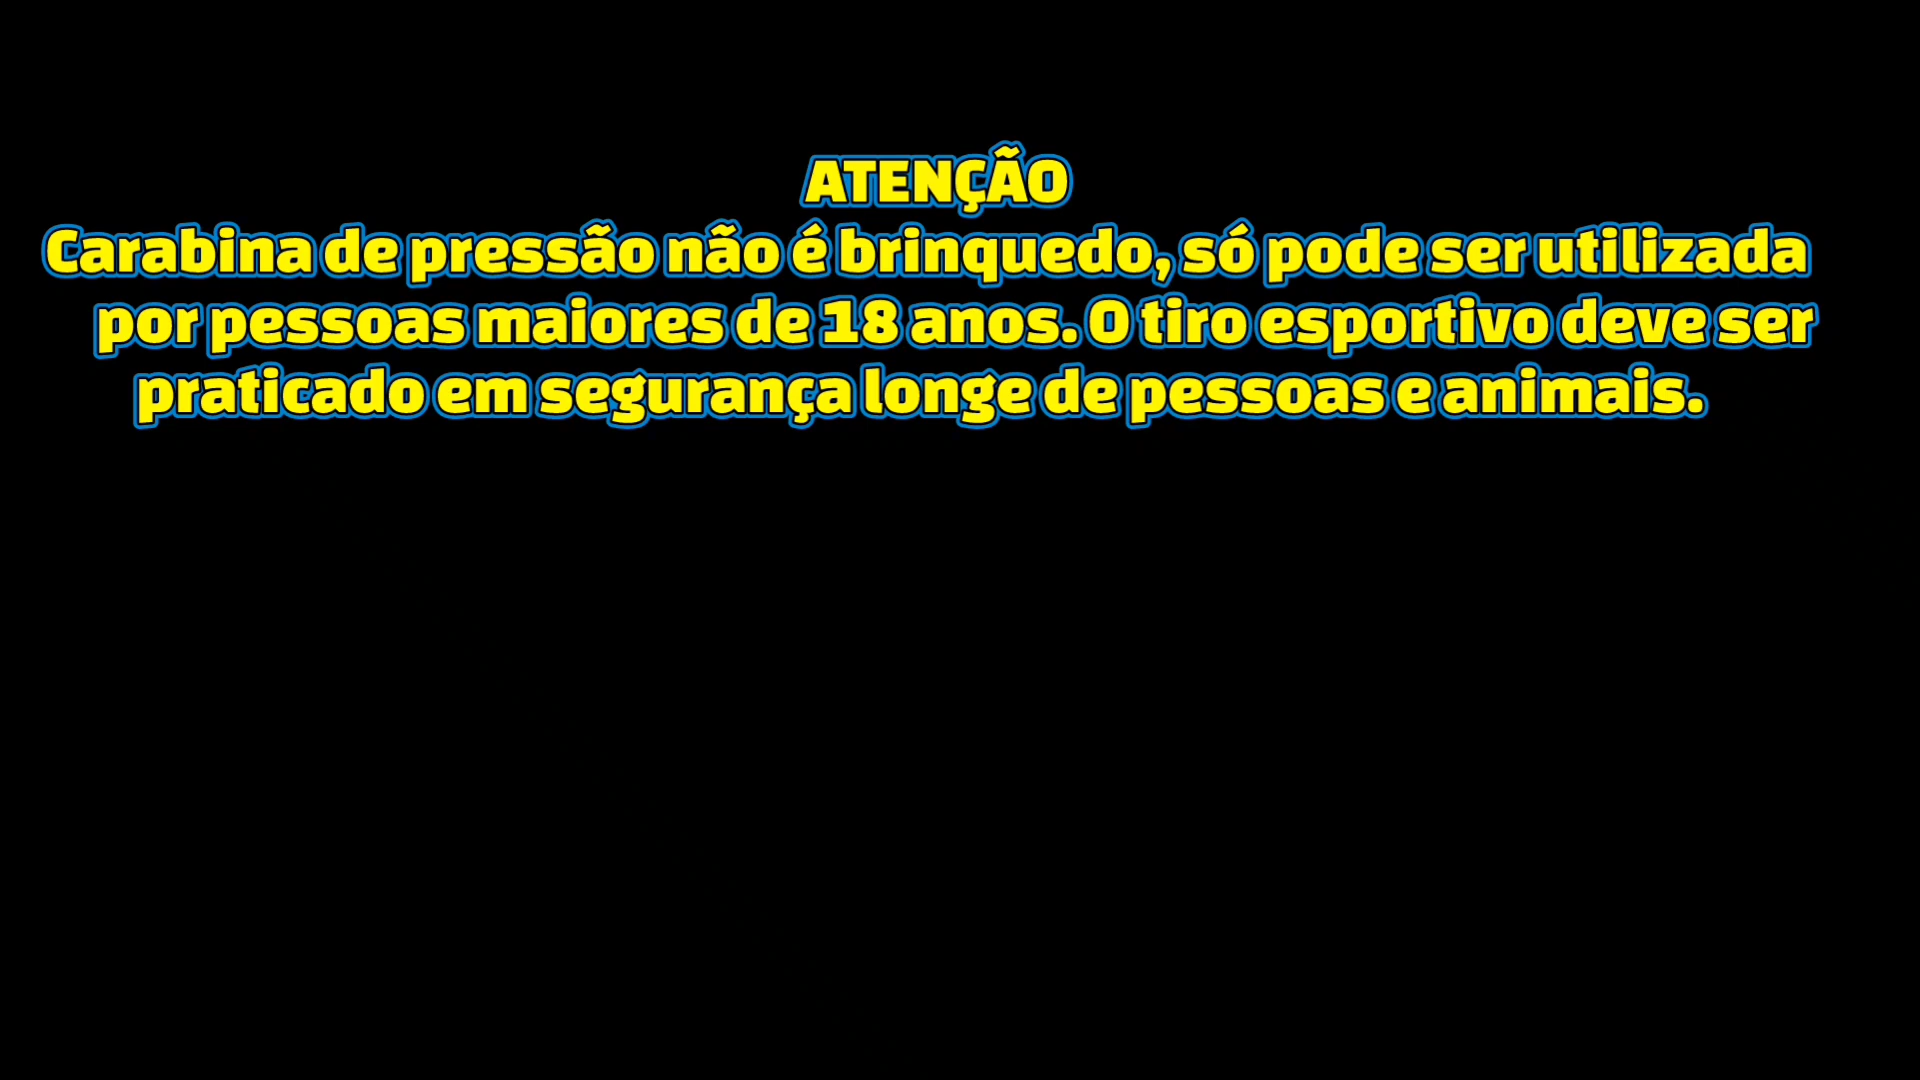 ATENÇÃO
Carabina de pressão não é brinquedo, só pode ser utilizada
por pessoas maiores de 18 anos. O tiro esportivo deve ser
praticado em segurança longe de pessoas e animais.